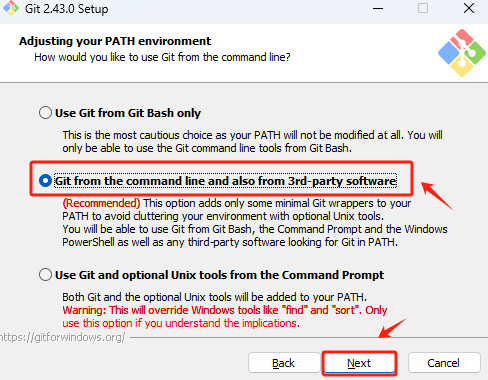 Git 2.43.0 Setup
Adjusting your PATH environment
How would you like to use Git from the command line?
Use Git from Git Bash only
This is the most cautious choice as your PATH will not be modified at all. You will
only be able to use the Git command line tools from Git Bash.
Git from the command line and also from 3rd-party software
(Recommended) This option adds only some minimal Git wrappers to your
PATH to avoid cluttering your environment with optional Unix tools.
You will be able to use Git from Git Bash, the Command Prompt and the Windows
PowerShell as well as any third-party software looking for Git in PATH.
Use Git and optional Unix tools from the Command Prompt
Both Git and the optional Unix tools will be added to your PATH.
Warning: This will override Windows tools like "find" and "sort". Only
use this option if you understand the implications.
https://gitforwindows.org/
Back
Next
Cancel